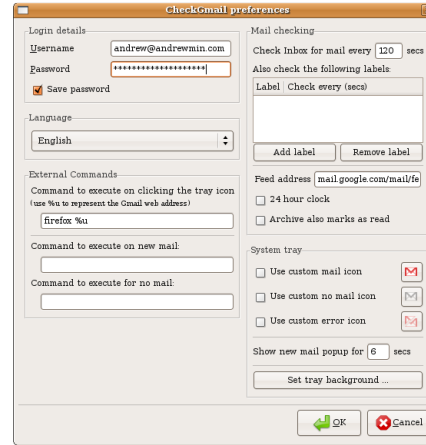 CheckGmail preferences
Login details
Username andrew@andrewmin.com
Password ********************
Save password
Language
English
External Commands
Command to execute on clicking the tray icon
(use %u to represent the Gmail web address)
firefox %u
Command to execute on new mail:
Command to execute for no mail:
Mail checking
Check Inbox for mail every 120 secs
Also check the following labels:
Label Check every (secs)
Add label Remove label
Feed address mail.google.com/mail/fe
24 hour clock
Archive also marks as read
System tray
Use custom mail icon
Use custom no mail icon
Use custom error icon
Show new mail popup for 6 secs
Set tray background ...
OK Cancel